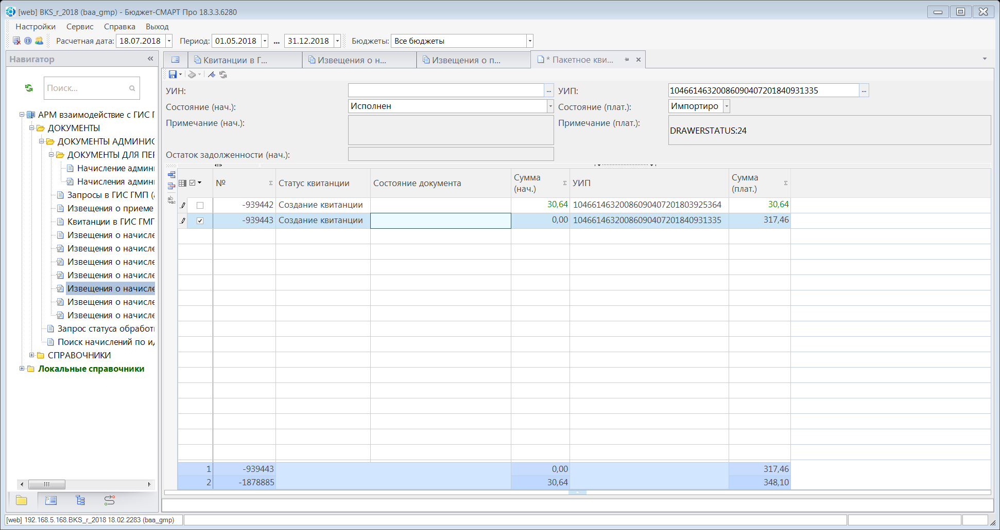 [web] BKS_r_2018 (baa_gmp) - Бюджет-СМАРТ Про 18.3.3.6280
Настройки Сервис Справка Выход
Расчетная дата: 18.07.2018 Период: 01.05.2018 ... 31.12.2018 Бюджеты: Все бюджеты
Навигатор «
Квитанции в Г...
Извещения о н...
Извещения о п...
* Пакетное кви...
Поиск...
АРМ взаимодействие с ГИС Г
ДОКУМЕНТЫ
ДОКУМЕНТЫ АДМИНИС
ДОКУМЕНТЫ ДЛЯ ПЕР
Начисление админи
Начисления админи
Запросы в ГИС ГМП (
Извещения о приеме
Квитанции в ГИС ГМП
Извещения о начисле
Извещения о начисле
Извещения о начисле
Извещения о начисле
Извещения о начисле
Извещения о начисле
Извещения о начисле
Запрос статуса обработ
Поиск начислений по и
СПРАВОЧНИКИ
Локальные справочники
УИН: ... УИП: 10466146320086090407201840931335 ...
Состояние (нач.): Исполнен Состояние (плат.): Импортиро
Примечание (нач.): Примечание (плат.): DRAWERSTATUS:24
Остаток задолженности (нач.):
№ Σ Статус квитанции Состояние документа Сумма (нач.) Σ УИП Сумма (плат.) Σ
-939442 Создание квитанции 30,64 10466146320086090407201803925364 30,64
-939443 Создание квитанции 0,00 10466146320086090407201840931335 317,46
1 -939443 0,00 317,46
2 -1878885 30,64 348,10
[web] 192.168.5.168.BKS_r_2018 18.02.2283 (baa_gmp)